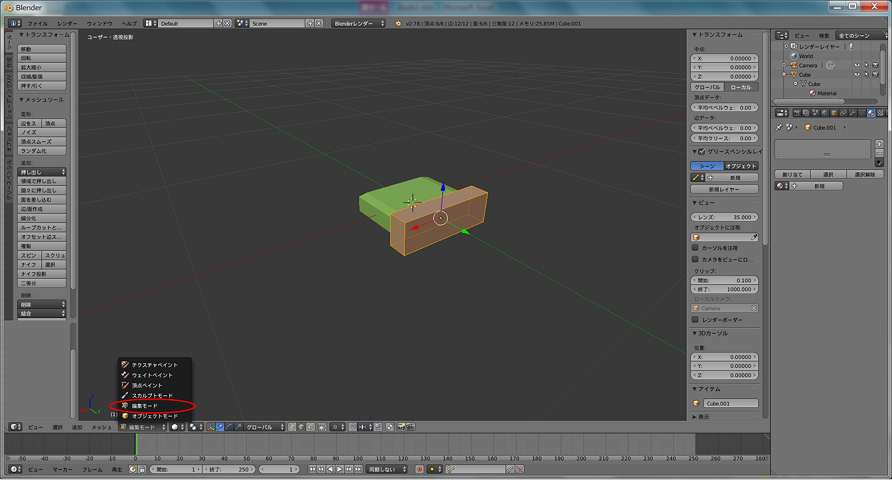 Blender
ファイル レンダー ウィンドウ ヘルプ Default Scene Blenderレンダー v2.78 | 頂点:8/8 | 辺:12/12 | 面:6/6 | 三角面:12 | メモリ:25.85M | Cube.001
ビュー 検索 全てのシーン
ユーザー・透視投影
トランスフォーム
移動
回転
拡大縮小
収縮/膨張
押す/引く
メッシュツール
変形:
辺をス 頂点
ノイズ
頂点スムーズ
ランダム化
追加:
押し出し
領域で押し出し
個々に押し出し
面を差し込む
辺/面作成
細分化
ループカットと...
オフセット辺ス...
複製
スピン スクリュ
ナイフ 選択
ナイフ投影
二等分
削除:
削除
結合
テクスチャペイント
ウェイトペイント
頂点ペイント
スカルプトモード
編集モード
オブジェクトモード
(1)
ビュー 選択 追加 メッシュ 編集モード グローバル
トランスフォーム
中点:
X: 0.00000
Y: 0.00000
Z: 0.00000
グローバル ローカル
頂点データ:
平均ベベルウェ: 0.00
辺データ:
平均ベベルウェ: 0.00
平均クリース: 0.00
グリースペンシルレイ
シーン オブジェクト
新規
新規レイヤー
ビュー
レンズ: 35.000
オブジェクトに注視:
カーソルを注視
カメラをビューにロ...
クリップ:
開始: 0.100
終了: 1000.000
ローカルカメラ:
Camera
レンダーボーダー
3Dカーソル
位置:
X: 0.00000
Y: 0.00000
Z: 0.00000
アイテム
Cube.001
表示
レンダーレイヤー
World
Camera
Cube
Cube
Material
Cube.001
割り当て 選択 選択解除
新規
-50 -40 -30 -20 -10 0 10 20 30 40 50 60 70 80 90 100 110 120 130 140 150 160 170 180 190 200 210 220 230 240 250 260 270 280
ビュー マーカー フレーム 再生 開始: 1 終了: 250 1 同期しない